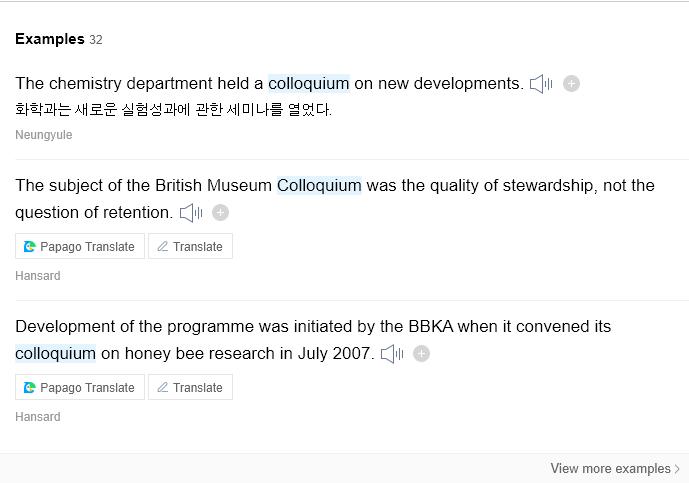 Examples 32
The chemistry department held a colloquium on new developments.
화학과는 새로운 실험성과에 관한 세미나를 열었다.
Neungyule
The subject of the British Museum Colloquium was the quality of stewardship, not the
question of retention.
Papago Translate Translate
Hansard
Development of the programme was initiated by the BBKA when it convened its
colloquium on honey bee research in July 2007.
Papago Translate Translate
Hansard
View more examples >